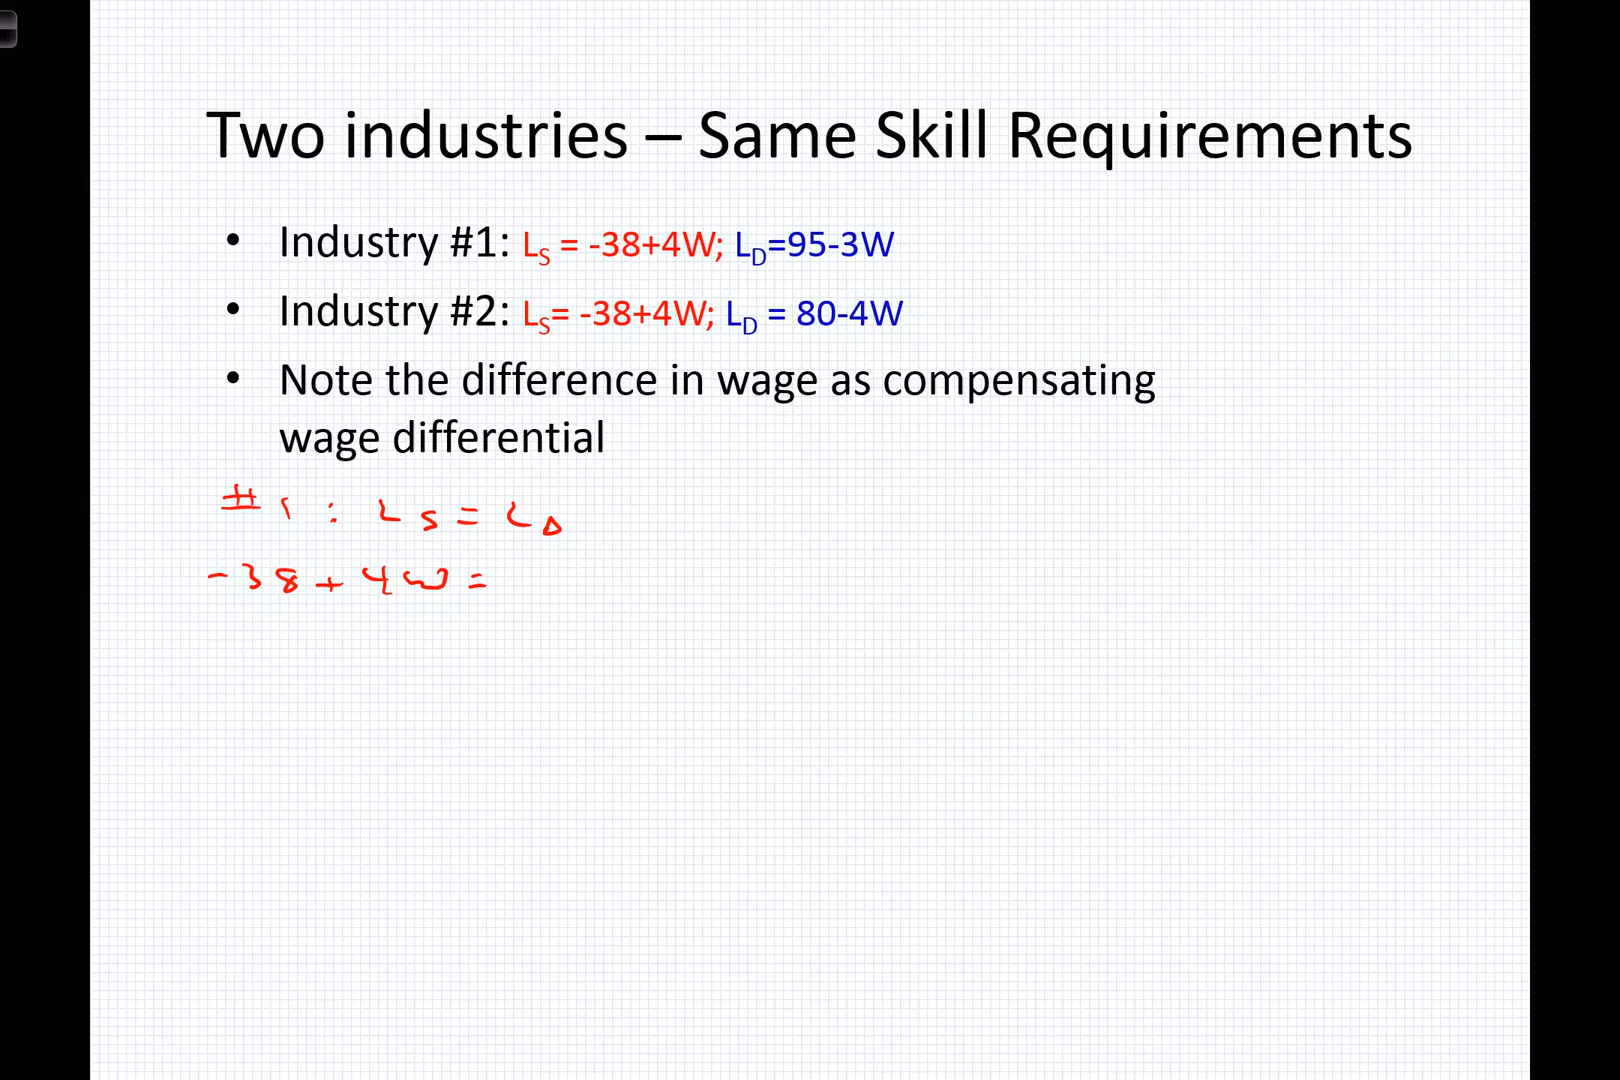 Two industries – Same Skill Requirements
• Industry #1: LS = -38+4W; LD=95-3W
• Industry #2: LS= -38+4W; LD = 80-4W
• Note the difference in wage as compensating
wage differential
#1 : LS = LD
-38+4W=